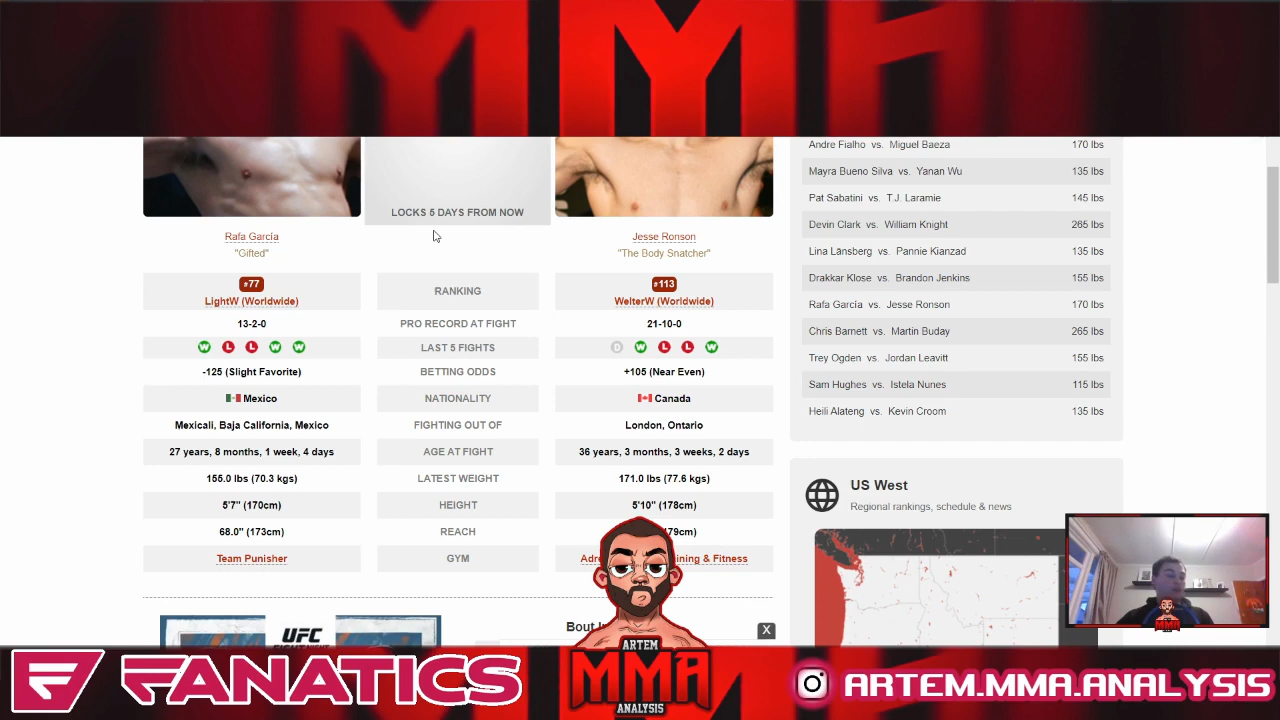 MMA
LOCKS 5 DAYS FROM NOW
Rafa García
"Gifted"
Jesse Ronson
"The Body Snatcher"
#77
LightW (Worldwide)
RANKING
#113
WelterW (Worldwide)
13-2-0
PRO RECORD AT FIGHT
21-10-0
W L L W W
LAST 5 FIGHTS
D W L L W
-125 (Slight Favorite)
BETTING ODDS
+105 (Near Even)
Mexico
NATIONALITY
Canada
Mexicali, Baja California, Mexico
FIGHTING OUT OF
London, Ontario
27 years, 8 months, 1 week, 4 days
AGE AT FIGHT
36 years, 3 months, 3 weeks, 2 days
155.0 lbs (70.3 kgs)
LATEST WEIGHT
171.0 lbs (77.6 kgs)
5'7" (170cm)
HEIGHT
5'10" (178cm)
68.0" (173cm)
REACH
79cm)
Team Punisher
GYM
ining & Fitness
UFC
Bout
X
Andre Fialho vs. Miguel Baeza 170 lbs
Mayra Bueno Silva vs. Yanan Wu 135 lbs
Pat Sabatini vs. T.J. Laramie 145 lbs
Devin Clark vs. William Knight 265 lbs
Lina Länsberg vs. Pannie Kianzad 135 lbs
Drakkar Klose vs. Brandon Jenkins 155 lbs
Rafa García vs. Jesse Ronson 170 lbs
Chris Barnett vs. Martin Buday 265 lbs
Trey Ogden vs. Jordan Leavitt 155 lbs
Sam Hughes vs. Istela Nunes 115 lbs
Heili Alateng vs. Kevin Croom 135 lbs
US West
Regional rankings, schedule & news
FANATICS
ARTEM
MMA
ANALYSIS
ARTEM.MMA.ANALYSIS